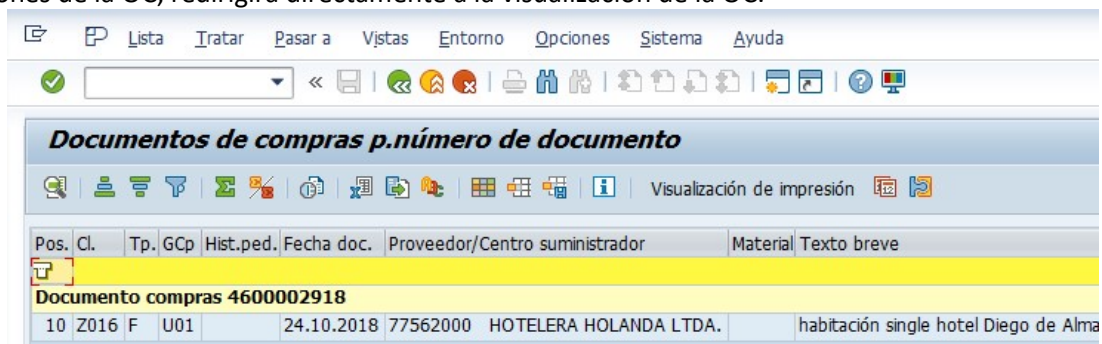 ones de la OC, redirigirá directamente a la visualización de la OC.
Lista Tratar Pasar a Vistas Entorno Opciones Sistema Ayuda
Documentos de compras p.número de documento
Visualización de impresión
Pos. Cl. Tp. GCp Hist.ped. Fecha doc. Proveedor/Centro suministrador Material Texto breve
Documento compras 4600002918
10 Z016 F U01 24.10.2018 77562000 HOTELERA HOLANDA LTDA. habitación single hotel Diego de Alma